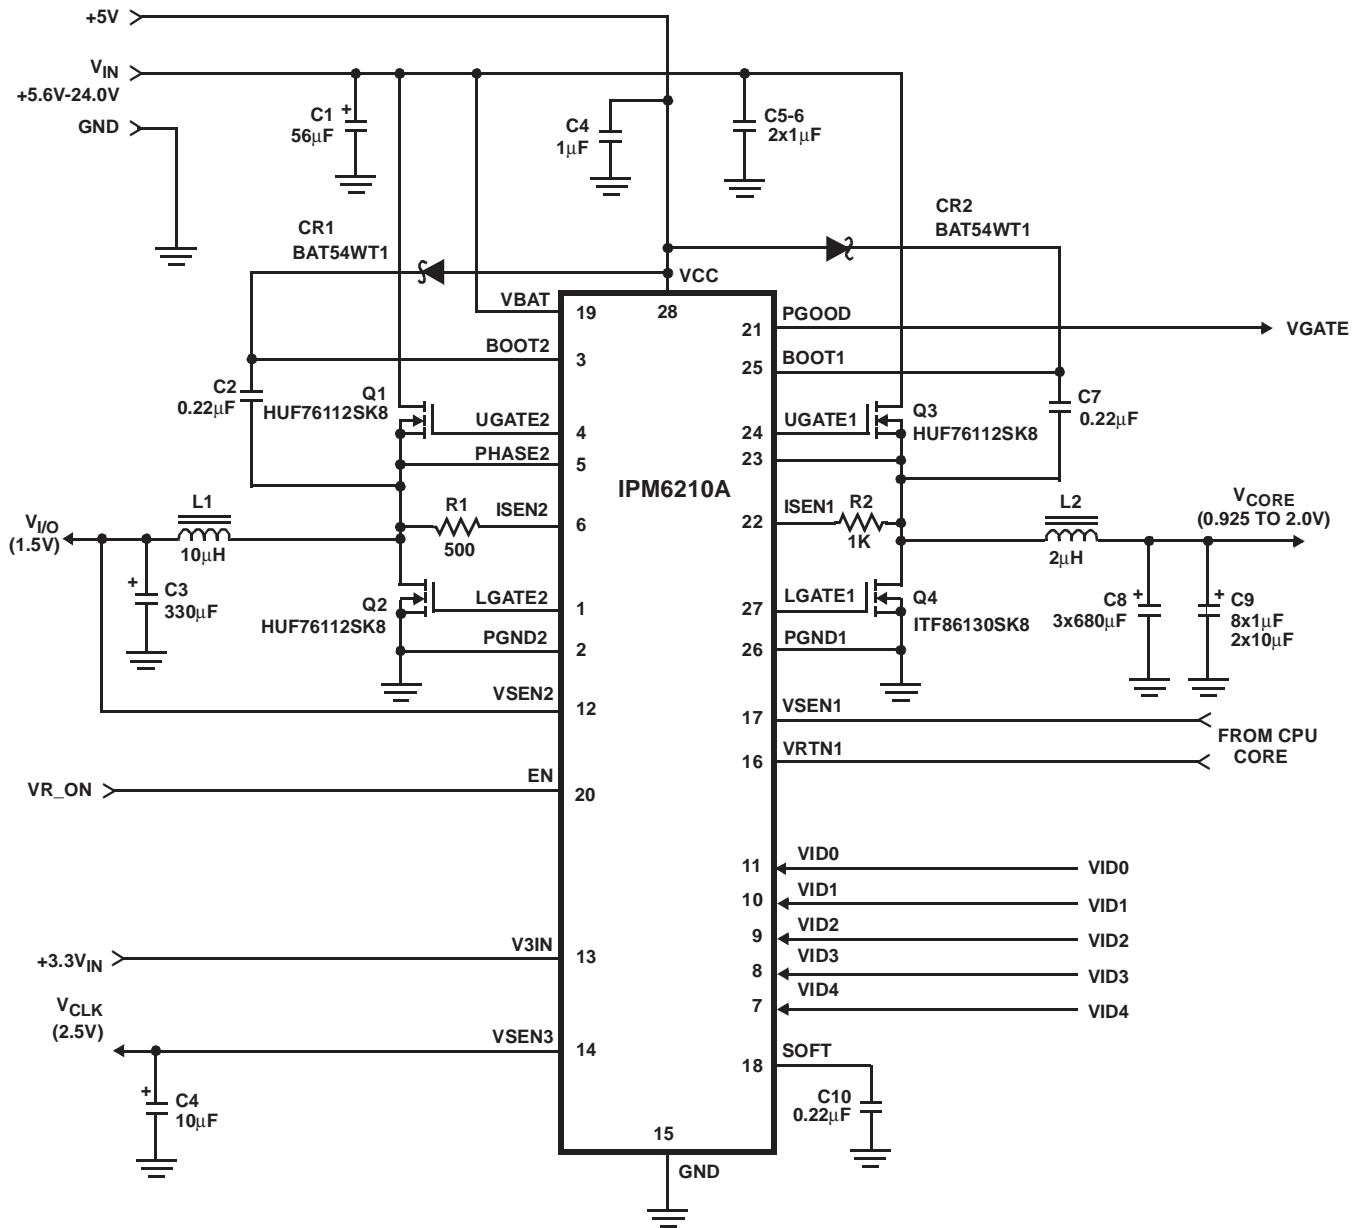 +5V
V_IN
+5.6V-24.0V
GND
C1
56μF
C4
1μF
C5-6
2x1μF
CR1
BAT54WT1
CR2
BAT54WT1
VCC
28
VBAT
19
BOOT2
3
C2
0.22μF
Q1
HUF76112SK8
UGATE2
4
PHASE2
5
L1
10μH
V_I/O
(1.5V)
C3
330μF
R1
500
ISEN2
6
Q2
HUF76112SK8
LGATE2
1
PGND2
2
VSEN2
12
VR_ON
EN
20
+3.3V_IN
V3IN
13
V_CLK
(2.5V)
VSEN3
14
C4
10μF
IPM6210A
15
GND
21
PGOOD
VGATE
25
BOOT1
C7
0.22μF
24
UGATE1
Q3
HUF76112SK8
23
22
ISEN1
R2
1K
L2
2μH
V_CORE
(0.925 TO 2.0V)
27
LGATE1
Q4
ITF86130SK8
C8
3x680μF
C9
8x1μF
2x10μF
26
PGND1
17
VSEN1
16
VRTN1
FROM CPU
CORE
11
VID0
VID0
10
VID1
VID1
9
VID2
VID2
8
VID3
VID3
7
VID4
VID4
18
SOFT
C10
0.22μF
+
+
+
+
+